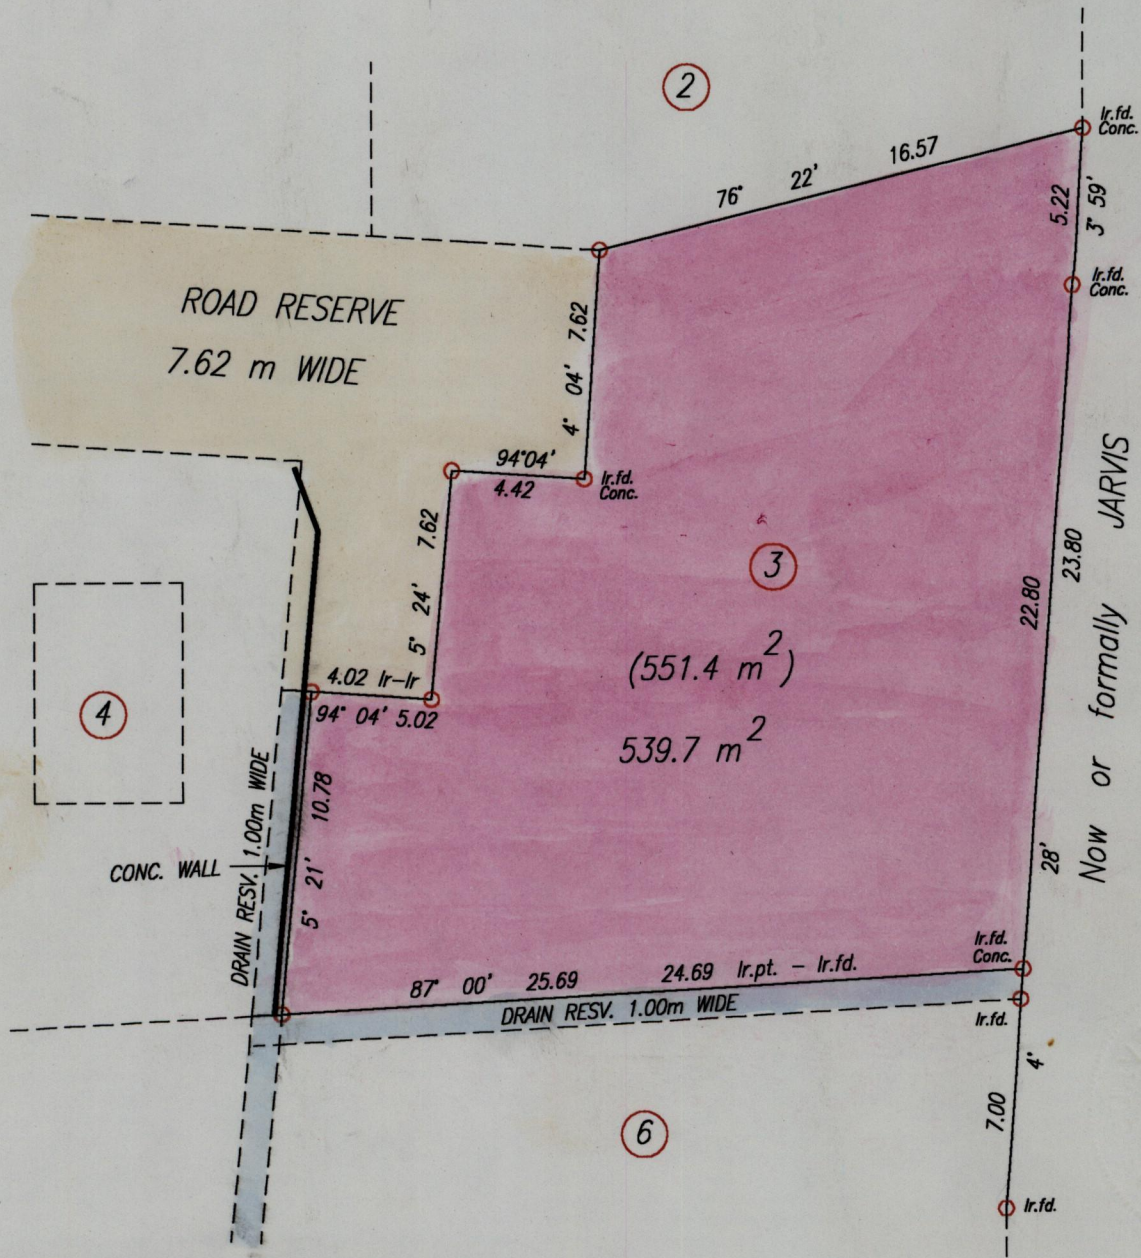 2
Ir.fd.
Conc.
76° 22' 16.57
5.22
3° 59'
ROAD RESERVE
7.62 m WIDE
7.62
4° 04'
Ir.fd.
Conc.
94°04'
4.42
Ir.fd.
Conc.
7.62
5° 24'
3
(551.4 m2)
539.7 m2
22.80
23.80
28'
4°
Now or formally JARVIS
4
4.02 Ir-Ir
94° 04' 5.02
10.78
5° 21'
CONC. WALL
DRAIN RESV. 1.00m WIDE
Ir.fd.
Conc.
87° 00' 25.69 24.69 Ir.pt. - Ir.fd.
DRAIN RESV. 1.00m WIDE
Ir.fd.
7.00
6
Ir.fd.